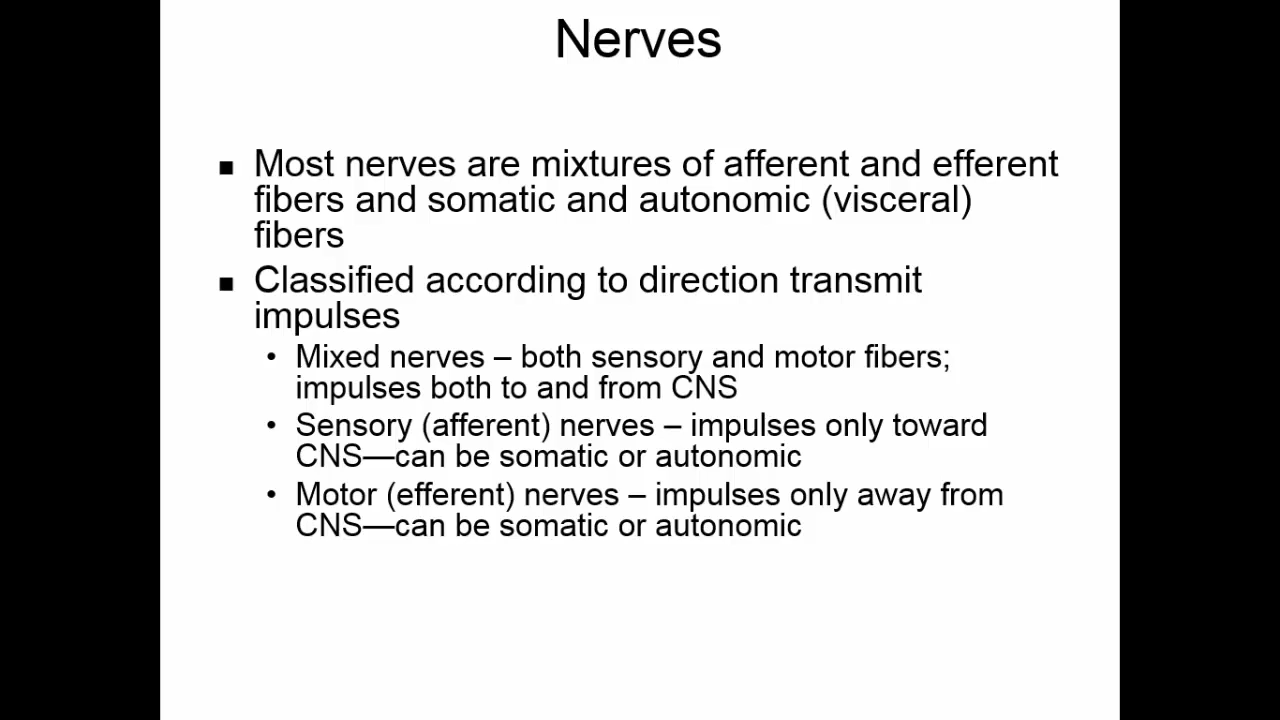 Nerves
▪ Most nerves are mixtures of afferent and efferent
fibers and somatic and autonomic (visceral)
fibers
▪ Classified according to direction transmit
impulses
• Mixed nerves – both sensory and motor fibers;
impulses both to and from CNS
• Sensory (afferent) nerves – impulses only toward
CNS—can be somatic or autonomic
• Motor (efferent) nerves – impulses only away from
CNS—can be somatic or autonomic